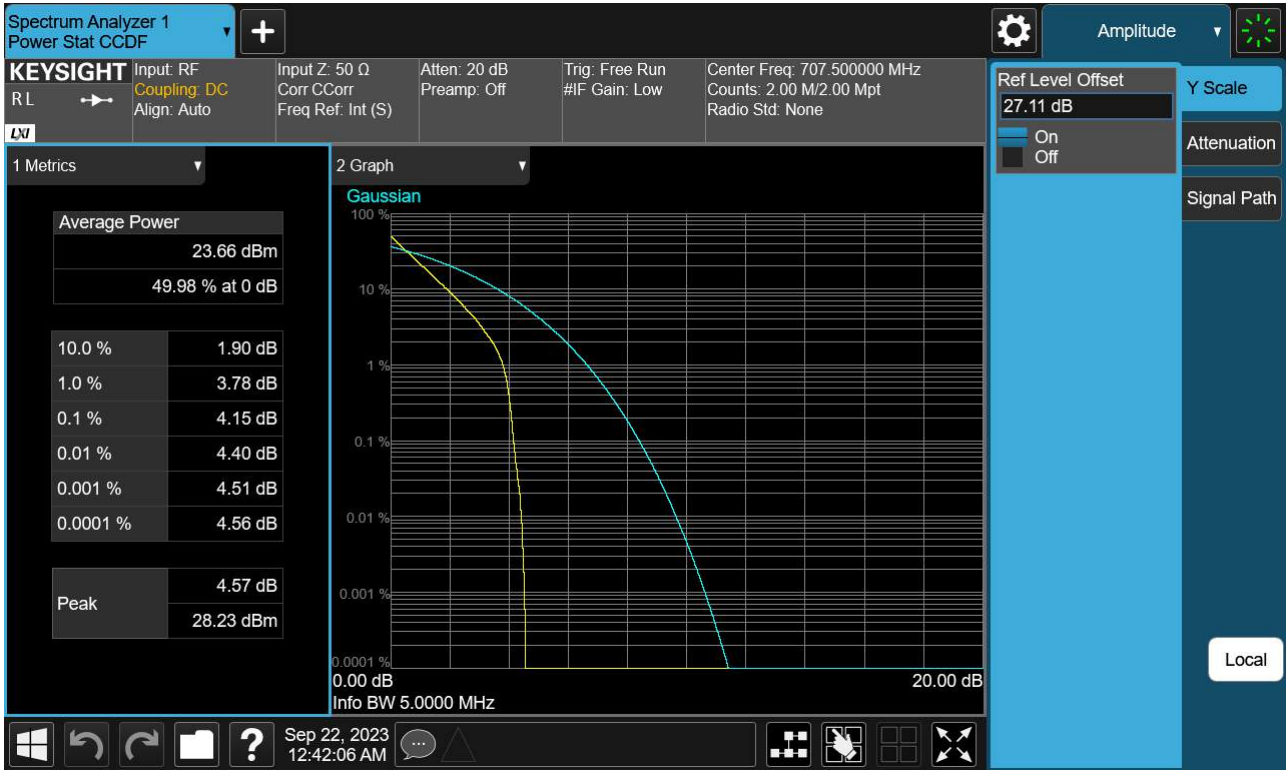 Spectrum Analyzer 1
Power Stat CCDF
▼
+
Amplitude
▼
KEYSIGHT
R L
LXI
Input: RF
Coupling: DC
Align: Auto
Input Z: 50 Ω
Corr CCorr
Freq Ref: Int (S)
Atten: 20 dB
Preamp: Off
Trig: Free Run
#IF Gain: Low
Center Freq: 707.500000 MHz
Counts: 2.00 M/2.00 Mpt
Radio Std: None
Ref Level Offset
27.11 dB
On
Off
Y Scale
Attenuation
Signal Path
Local
1 Metrics ▼
Average Power
23.66 dBm
49.98 % at 0 dB
10.0 % 1.90 dB
1.0 % 3.78 dB
0.1 % 4.15 dB
0.01 % 4.40 dB
0.001 % 4.51 dB
0.0001 % 4.56 dB
Peak
4.57 dB
28.23 dBm
2 Graph ▼
Gaussian
100 %
10 %
1 %
0.1 %
0.01 %
0.001 %
0.0001 %
0.00 dB 20.00 dB
Info BW 5.0000 MHz
?
Sep 22, 2023
12:42:06 AM